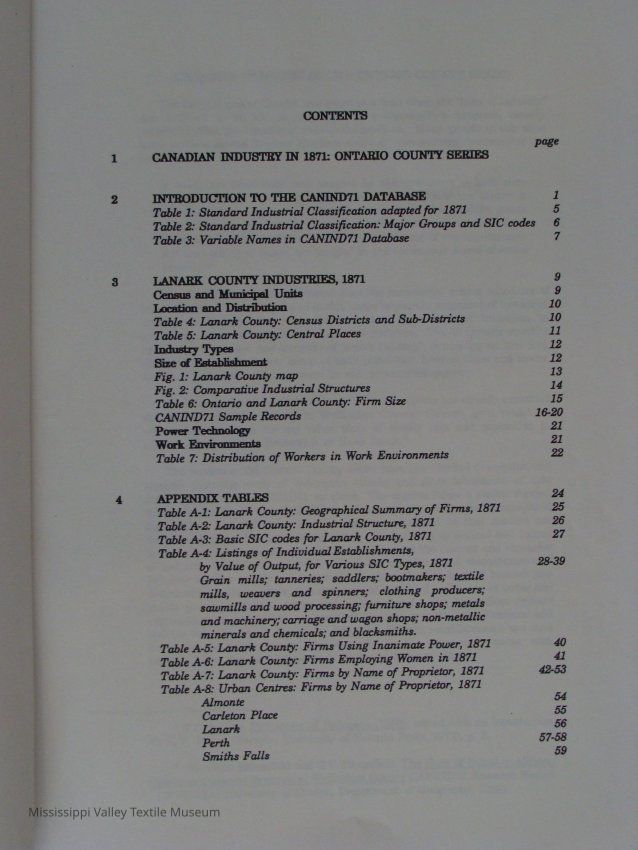 CONTENTS
page
1 CANADIAN INDUSTRY IN 1871: ONTARIO COUNTY SERIES
2 INTRODUCTION TO THE CANIND71 DATABASE 1
Table 1: Standard Industrial Classification adapted for 1871 5
Table 2: Standard Industrial Classification: Major Groups and SIC codes 6
Table 3: Variable Names in CANIND71 Database 7
3 LANARK COUNTY INDUSTRIES, 1871 9
Census and Municipal Units 9
Location and Distribution 10
Table 4: Lanark County: Census Districts and Sub-Districts 10
Table 5: Lanark County: Central Places 11
Industry Types 12
Size of Establishment 12
Fig. 1: Lanark County map 13
Fig. 2: Comparative Industrial Structures 14
Table 6: Ontario and Lanark County: Firm Size 15
CANIND71 Sample Records 16-20
Power Technology 21
Work Environments 21
Table 7: Distribution of Workers in Work Environments 22
4 APPENDIX TABLES 24
Table A-1: Lanark County: Geographical Summary of Firms, 1871 25
Table A-2: Lanark County: Industrial Structure, 1871 26
Table A-3: Basic SIC codes for Lanark County, 1871 27
Table A-4: Listings of Individual Establishments,
by Value of Output, for Various SIC Types, 1871 28-39
Grain mills; tanneries; saddlers; bootmakers; textile
mills, weavers and spinners; clothing producers;
sawmills and wood processing; furniture shops; metals
and machinery; carriage and wagon shops; non-metallic
minerals and chemicals; and blacksmiths.
Table A-5: Lanark County: Firms Using Inanimate Power, 1871 40
Table A-6: Lanark County: Firms Employing Women in 1871 41
Table A-7: Lanark County: Firms by Name of Proprietor, 1871 42-53
Table A-8: Urban Centres: Firms by Name of Proprietor, 1871
Almonte 54
Carleton Place 55
Lanark 56
Perth 57-58
Smiths Falls 59
Mississippi Valley Textile Museum